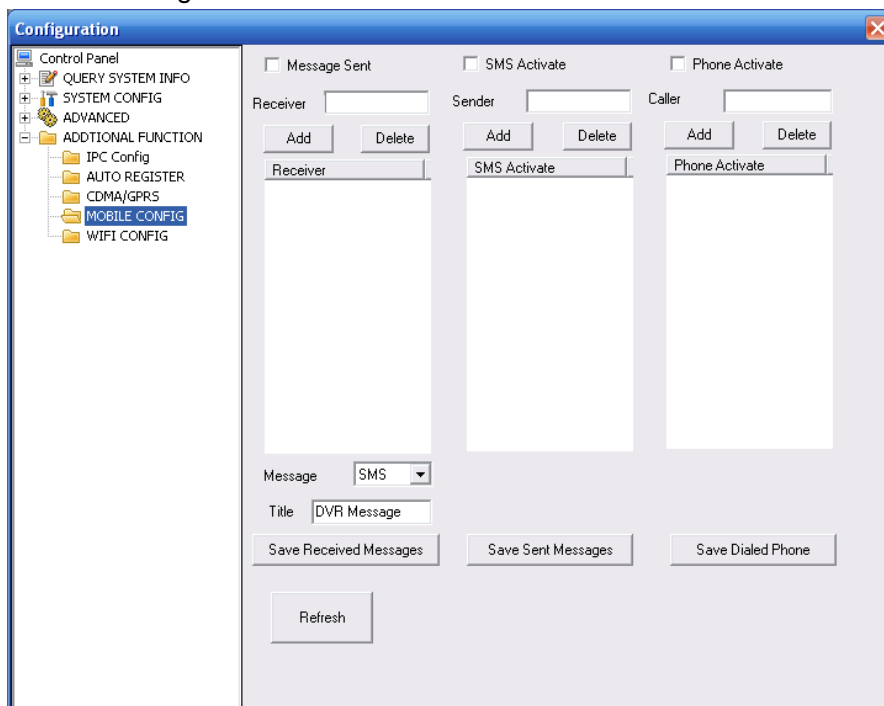 Configuration
Control Panel
QUERY SYSTEM INFO
SYSTEM CONFIG
ADVANCED
ADDTIONAL FUNCTION
IPC Config
AUTO REGISTER
CDMA/GPRS
MOBILE CONFIG
WIFI CONFIG
Message Sent SMS Activate Phone Activate
Receiver Sender Caller
Add Delete Add Delete Add Delete
Receiver SMS Activate Phone Activate
Message SMS
Title DVR Message
Save Received Messages Save Sent Messages Save Dialed Phone
Refresh